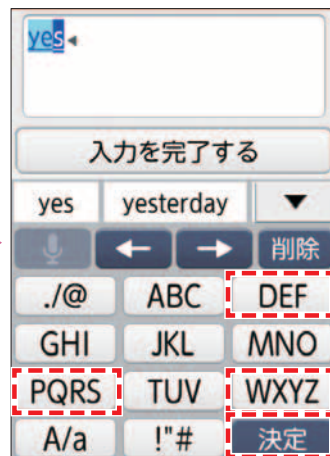 yes
入力を完了する
yes yesterday ▼
← → 削除
./@ ABC DEF
GHI JKL MNO
PQRS TUV WXYZ
A/a !"# 決定